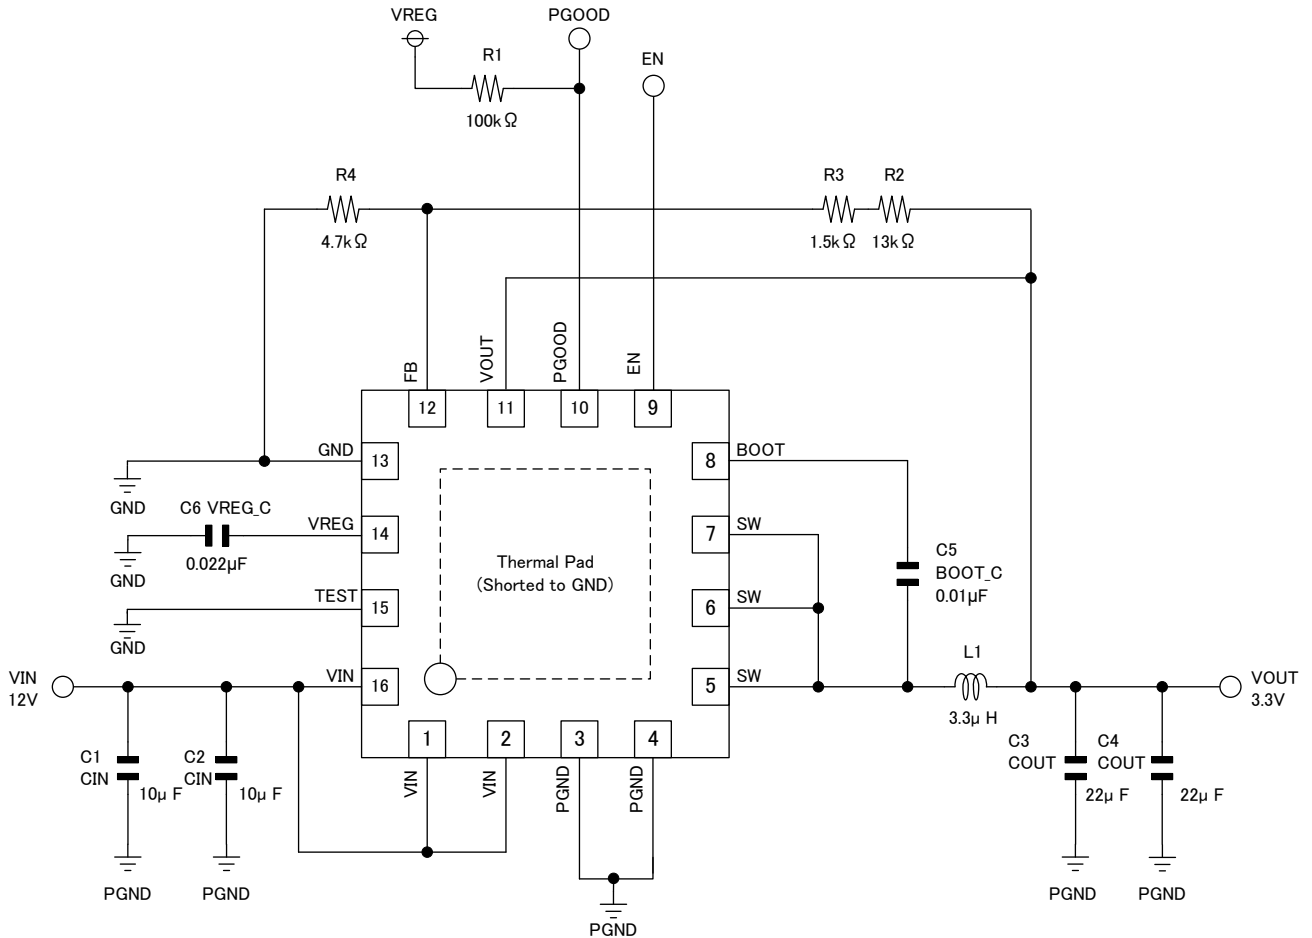 VREG
PGOOD
R1
EN
100kΩ
R4
R3
R2
4.7kΩ
1.5kΩ
13kΩ
FB
VOUT
PGOOD
EN
12
11
10
9
GND
13
8
BOOT
GND
C6 VREG_C
VREG
14
7
SW
0.022μF
GND
Thermal Pad
(Shorted to GND)
C5
BOOT_C
0.01μF
TEST
15
6
SW
GND
L1
VIN
12V
VIN
16
5
SW
VOUT
3.3V
3.3μ H
1
2
3
4
C1
CIN
10μ F
C2
CIN
10μ F
VIN
VIN
PGND
PGND
C3
COUT
22μ F
C4
COUT
22μ F
PGND
PGND
PGND
PGND
PGND